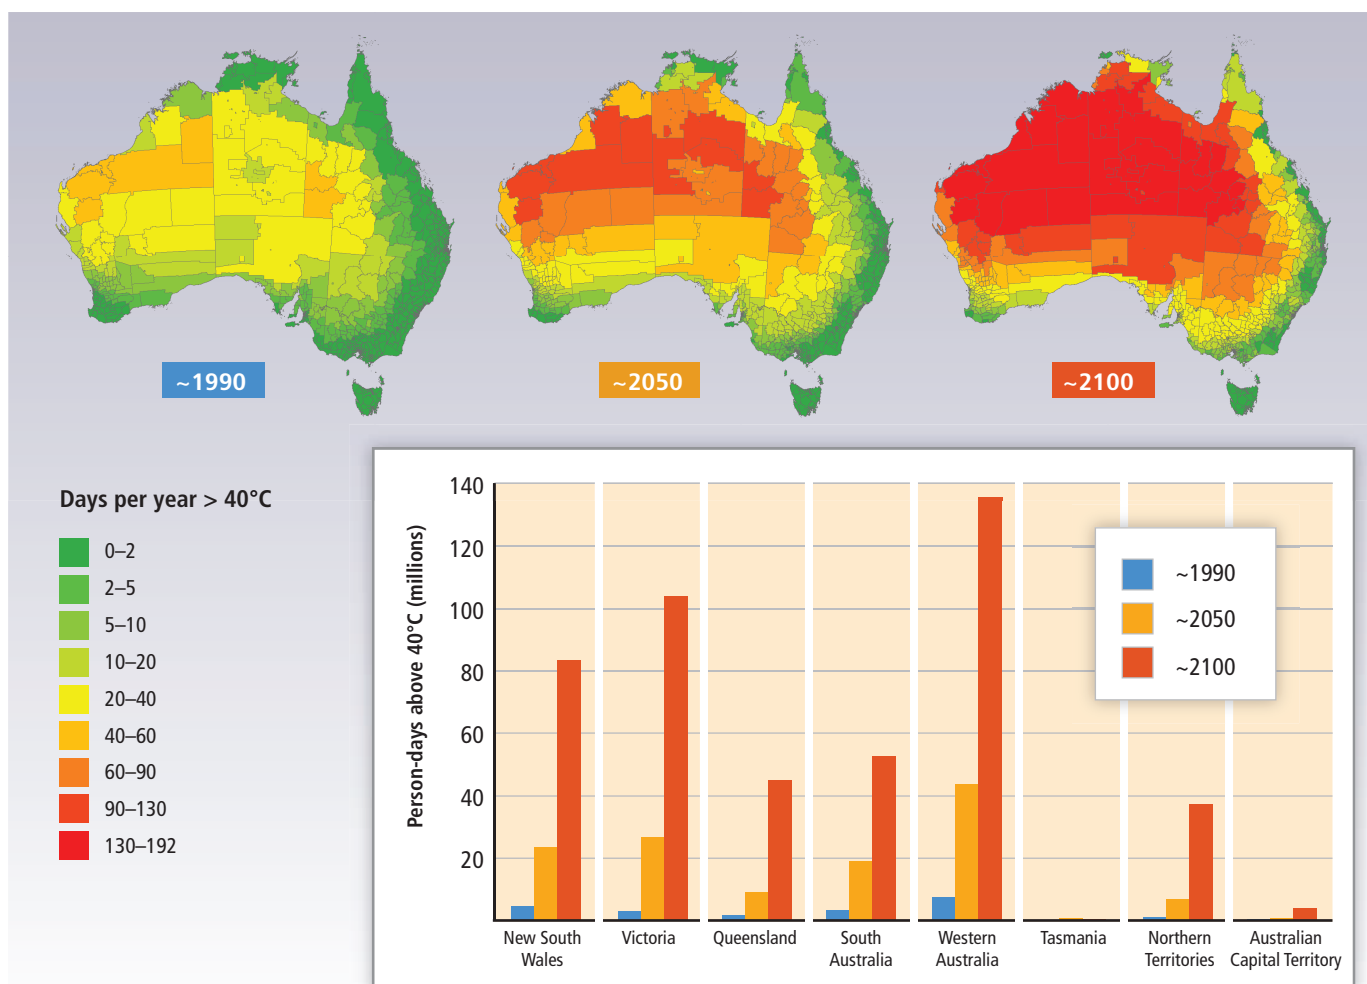 ~1990
~2050
~2100
Days per year > 40°C
0–2
2–5
5–10
10–20
20–40
40–60
60–90
90–130
130–192
Person-days above 40°C (millions)
140
120
100
80
60
40
20
~1990
~2050
~2100
New South
Wales
Victoria
Queensland
South
Australia
Western
Australia
Tasmania
Northern
Territories
Australian
Capital Territory